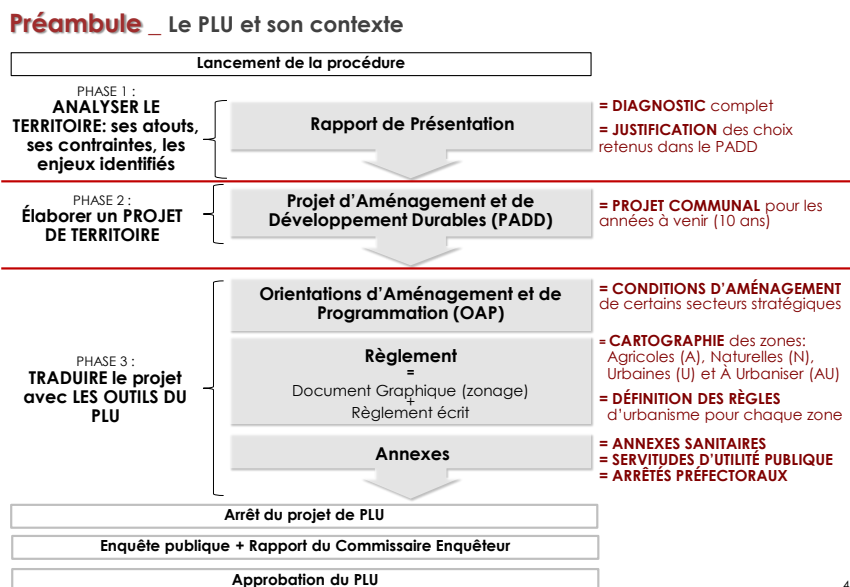 Préambule _ Le PLU et son contexte
Lancement de la procédure
PHASE 1 :
ANALYSER LE
TERRITOIRE: ses atouts,
ses contraintes, les
enjeux identifiés
Rapport de Présentation
= DIAGNOSTIC complet
= JUSTIFICATION des choix
retenus dans le PADD
PHASE 2 :
Élaborer un PROJET
DE TERRITOIRE
Projet d'Aménagement et de
Développement Durables (PADD)
= PROJET COMMUNAL pour les
années à venir (10 ans)
PHASE 3 :
TRADUIRE le projet
avec LES OUTILS DU
PLU
Orientations d'Aménagement et de
Programmation (OAP)
= CONDITIONS D'AMÉNAGEMENT
de certains secteurs stratégiques
Règlement
=
Document Graphique (zonage)
+
Règlement écrit
= CARTOGRAPHIE des zones:
Agricoles (A), Naturelles (N),
Urbaines (U) et À Urbaniser (AU)
= DÉFINITION DES RÈGLES
d'urbanisme pour chaque zone
Annexes
= ANNEXES SANITAIRES
= SERVITUDES D'UTILITÉ PUBLIQUE
= ARRÊTÉS PRÉFECTORAUX
Arrêt du projet de PLU
Enquête publique + Rapport du Commissaire Enquêteur
Approbation du PLU
4